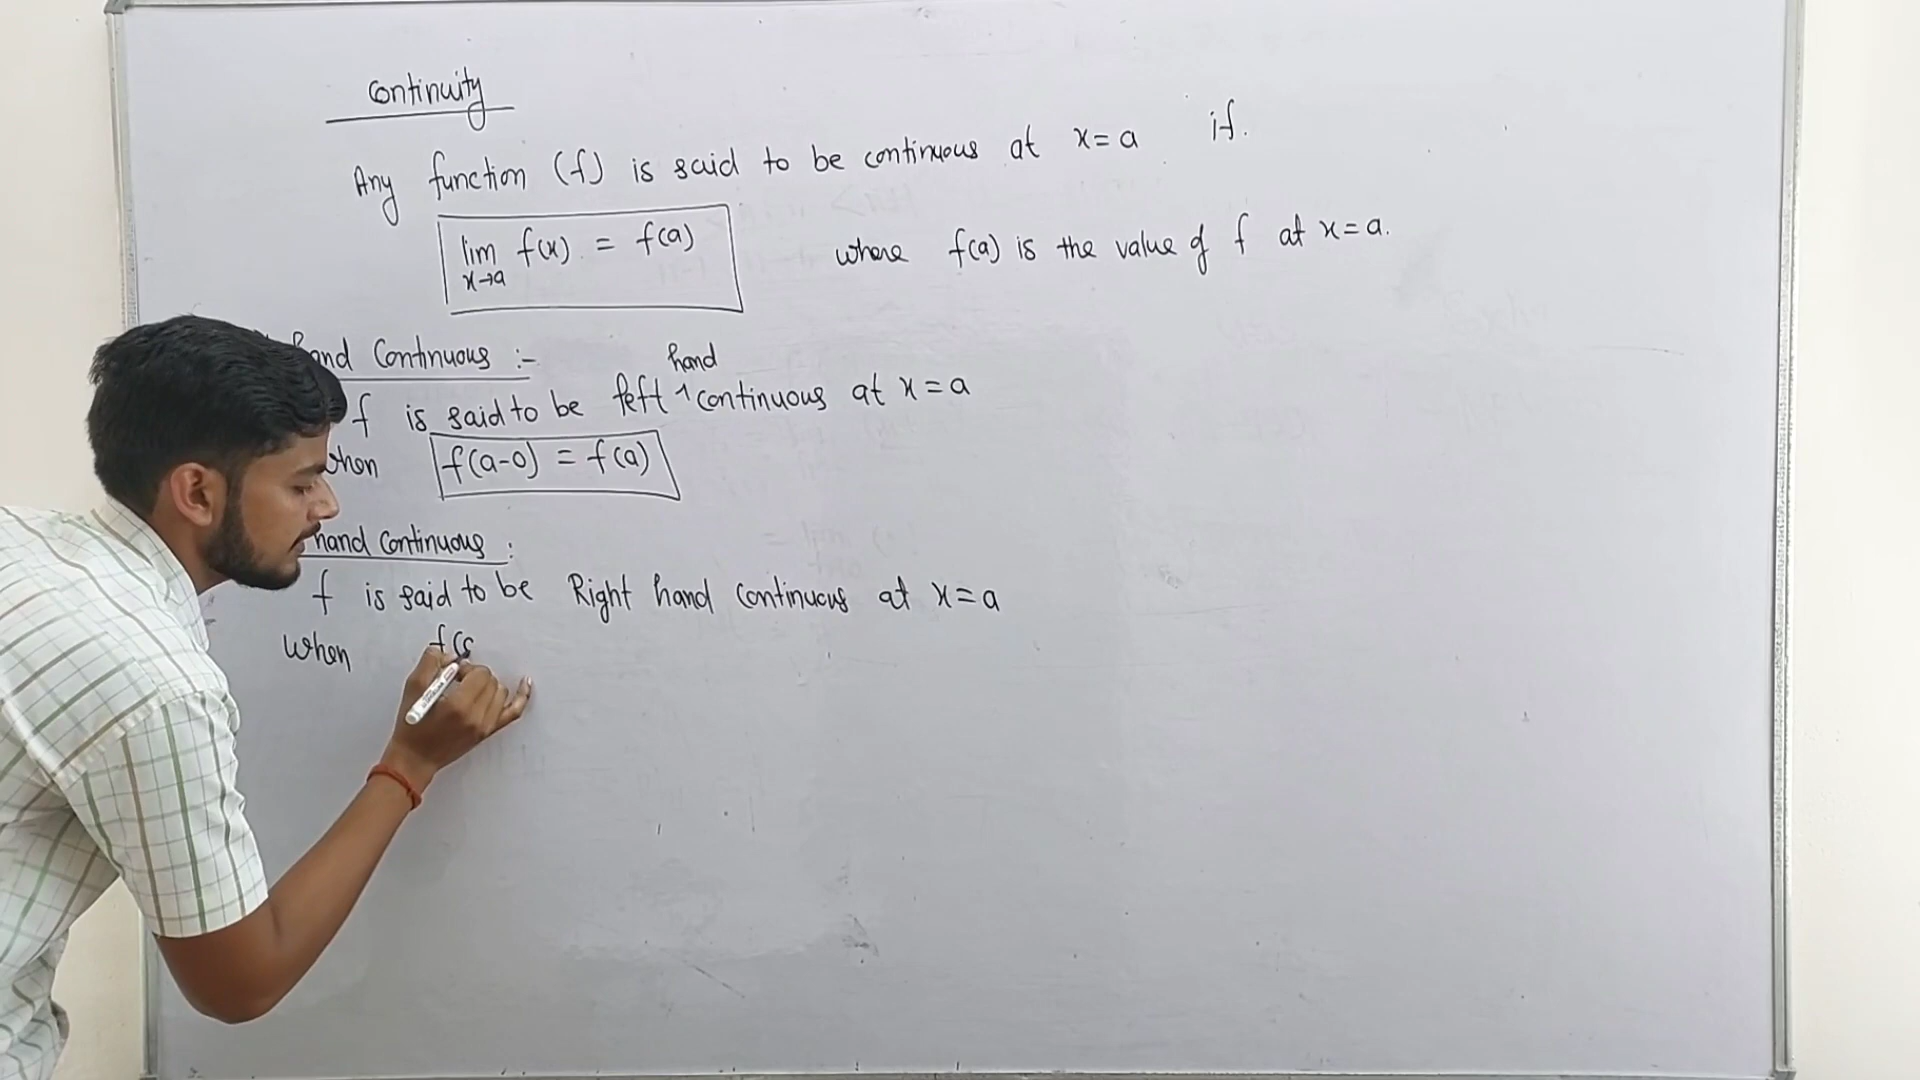 Continuity
Any function (f) is said to be continuous at x=a if.
lim f(x) = f(a) where f(a) is the value of f at x=a.
x→a
hand Continuous :-
hand
f is said to be left ^ continuous at x=a
when f(a-0) = f(a)
hand Continuous :
f is said to be Right hand continuous at x=a
when f(